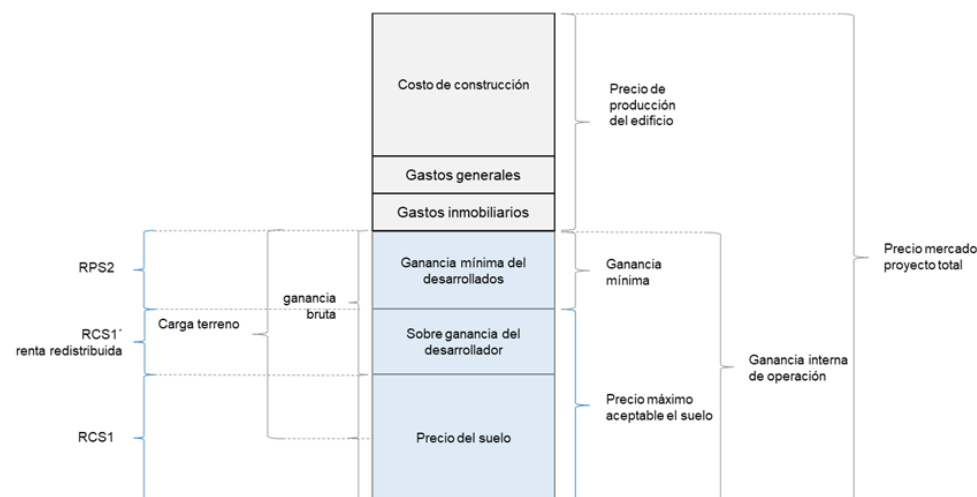 Costo de construcción
Gastos generales
Gastos inmobiliarios
Ganancia mínima del
desarrollados
Sobre ganancia del
desarrollador
Precio del suelo
RPS2
RCS1´
renta redistribuida
RCS1
Carga terreno
ganancia
bruta
Precio de
producción
del edificio
Ganancia
mínima
Precio máximo
aceptable el suelo
Ganancia interna
de operación
Precio mercado
proyecto total